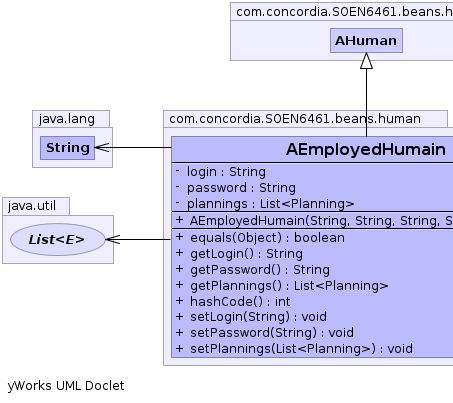 com.concordia.SOEN6461.beans.h
AHuman
java.lang
String
com.concordia.SOEN6461.beans.human
AEmployedHumain
- login : String
- password : String
- plannings : List<Planning>
+ AEmployedHumain(String, String, String, S
+ equals(Object) : boolean
+ getLogin() : String
+ getPassword() : String
+ getPlannings() : List<Planning>
+ hashCode() : int
+ setLogin(String) : void
+ setPassword(String) : void
+ setPlannings(List<Planning>) : void
java.util
List<E>
yWorks UML Doclet